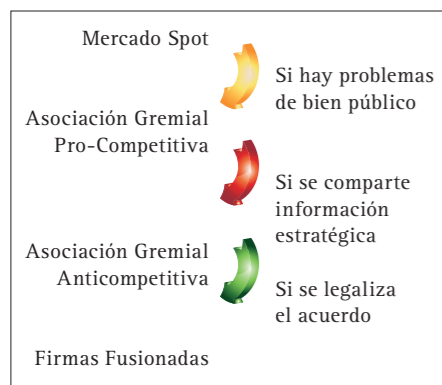 Mercado Spot
Si hay problemas
de bien público
Asociación Gremial
Pro-Competitiva
Si se comparte
información
estratégica
Asociación Gremial
Anticompetitiva
Si se legaliza
el acuerdo
Firmas Fusionadas